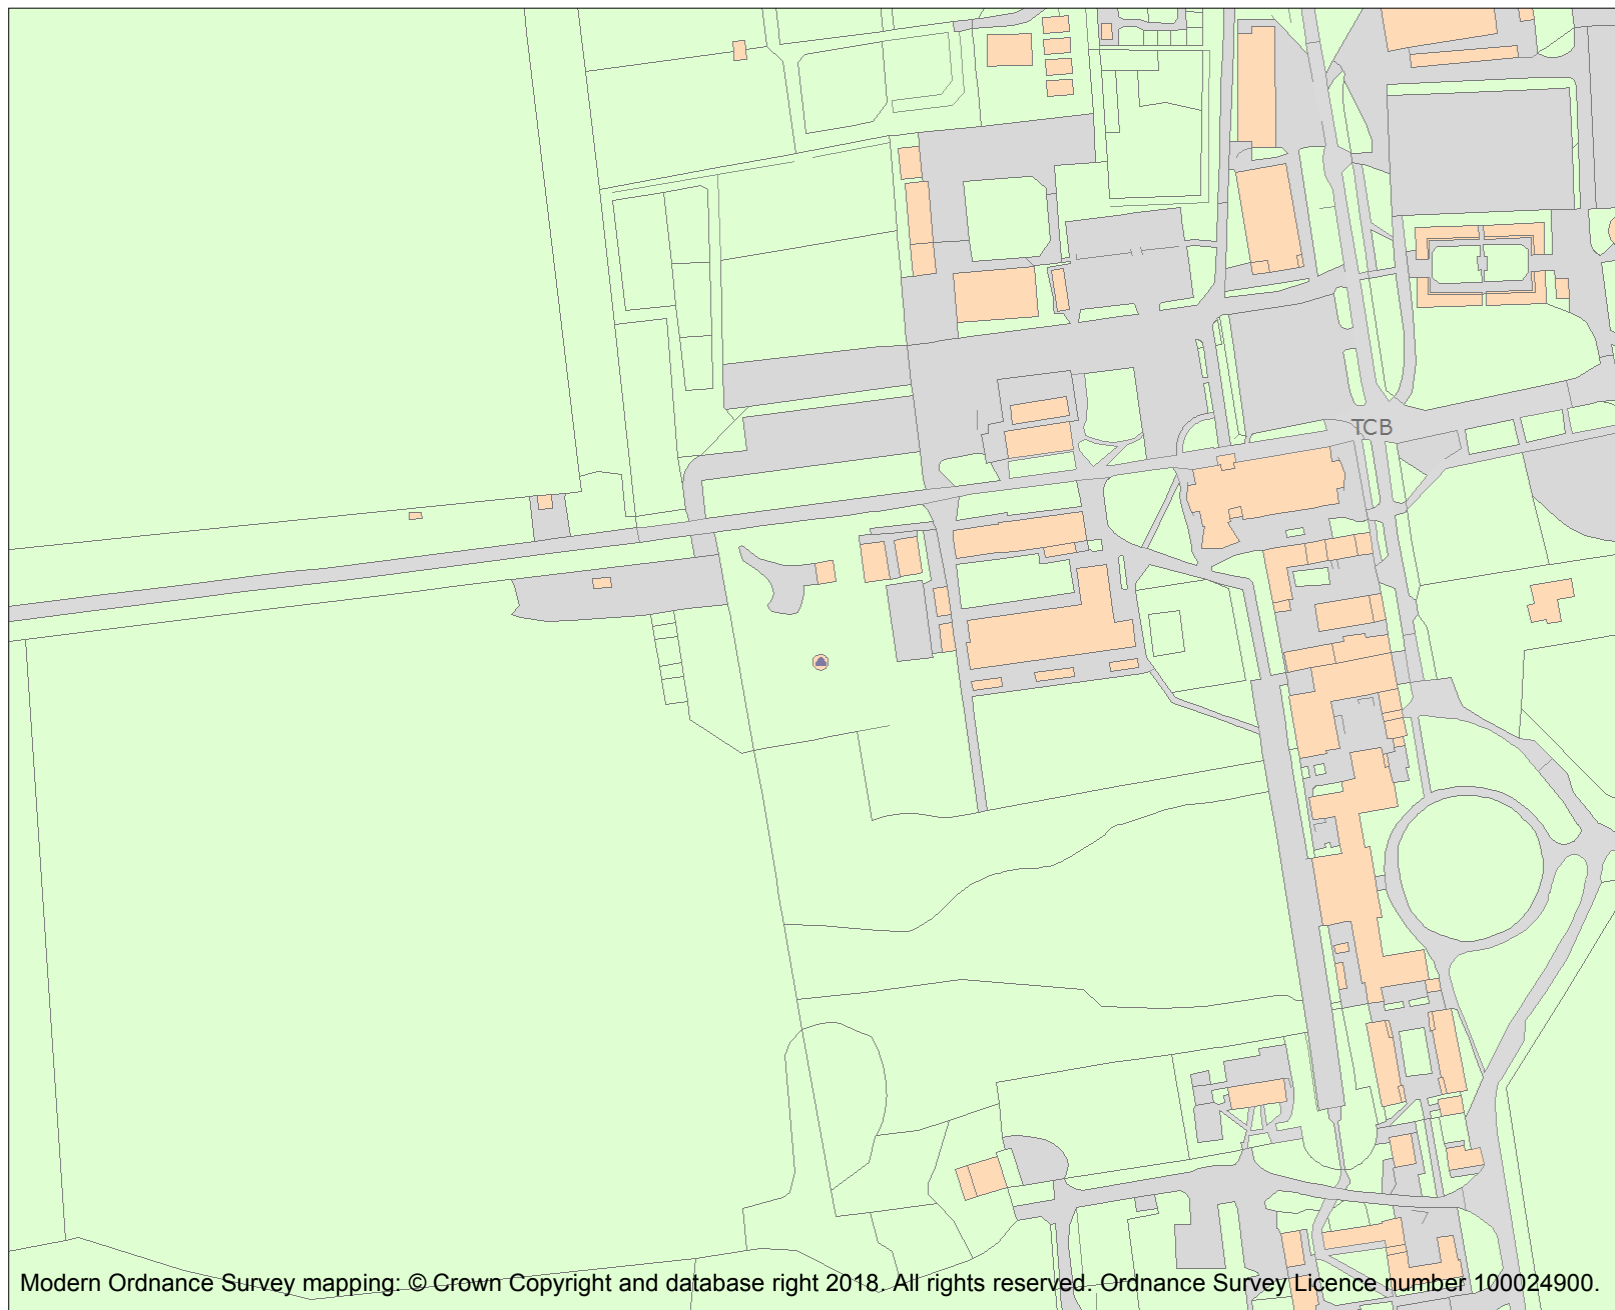 TCB
Modern Ordnance Survey mapping: © Crown Copyright and database right 2018. All rights reserved. Ordnance Survey Licence number 100024900.